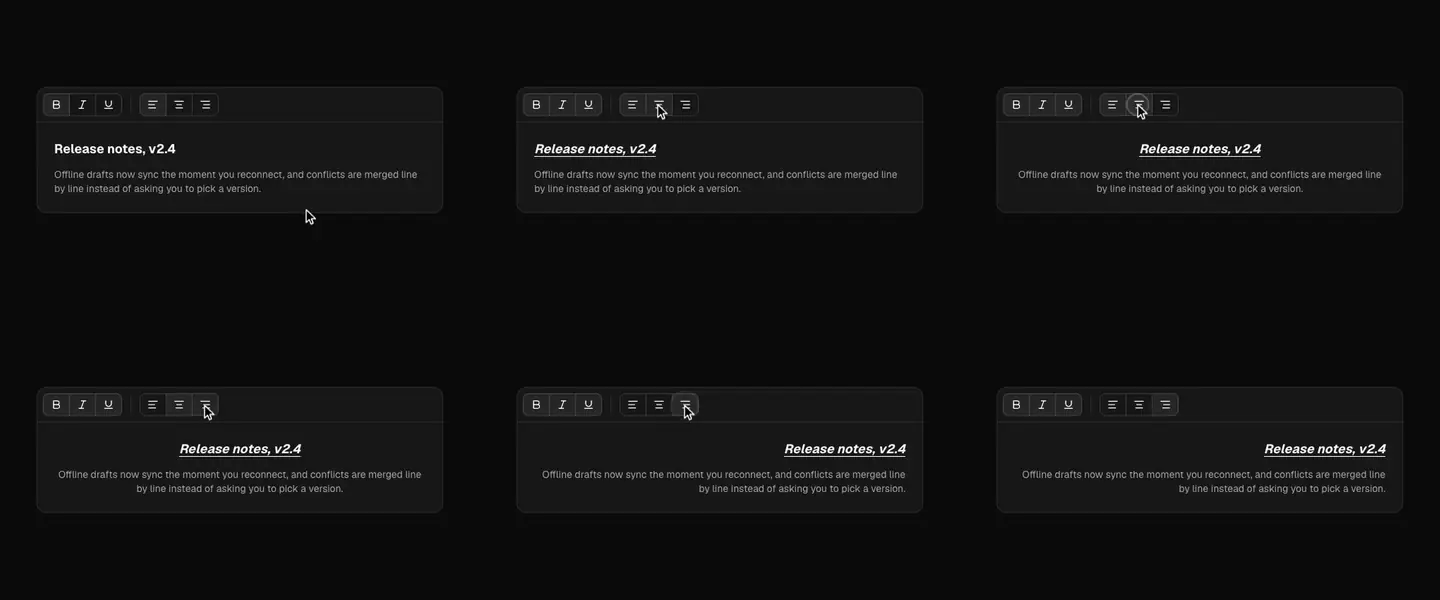 B I U
Release notes, v2.4
Offline drafts now sync the moment you reconnect, and conflicts are merged line
by line instead of asking you to pick a version.
B I U
Release notes, v2.4
Offline drafts now sync the moment you reconnect, and conflicts are merged line
by line instead of asking you to pick a version.
B I U
Release notes, v2.4
Offline drafts now sync the moment you reconnect, and conflicts are merged line
by line instead of asking you to pick a version.
B I U
Release notes, v2.4
Offline drafts now sync the moment you reconnect, and conflicts are merged line
by line instead of asking you to pick a version.
B I U
Release notes, v2.4
Offline drafts now sync the moment you reconnect, and conflicts are merged line
by line instead of asking you to pick a version.
B I U
Release notes, v2.4
Offline drafts now sync the moment you reconnect, and conflicts are merged line
by line instead of asking you to pick a version.